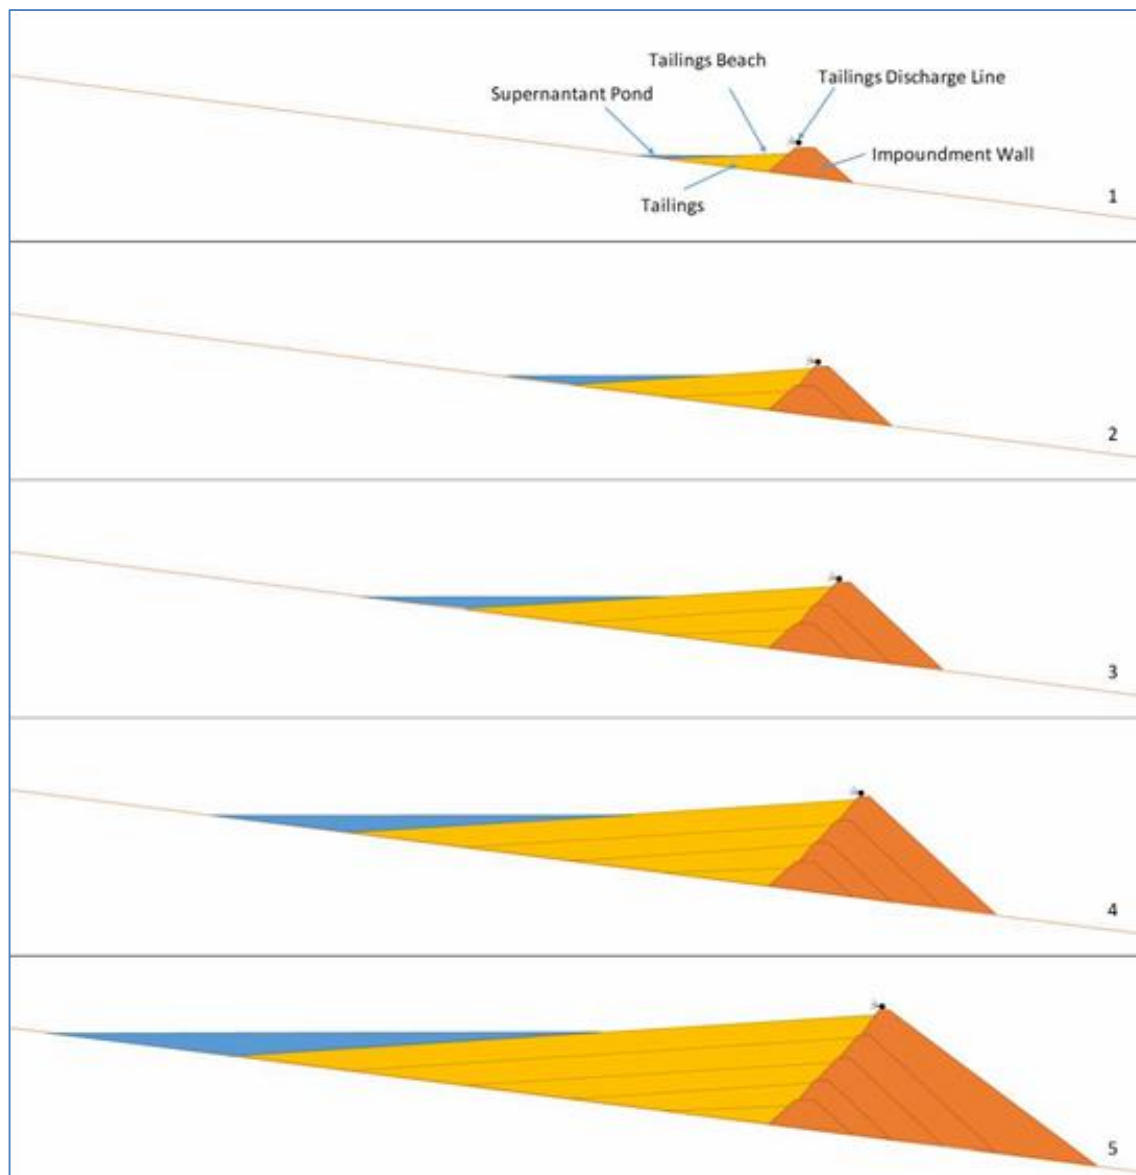 Tailings Beach
Tailings Discharge Line
Supernantant Pond
Impoundment Wall
Tailings
1
2
3
4
5